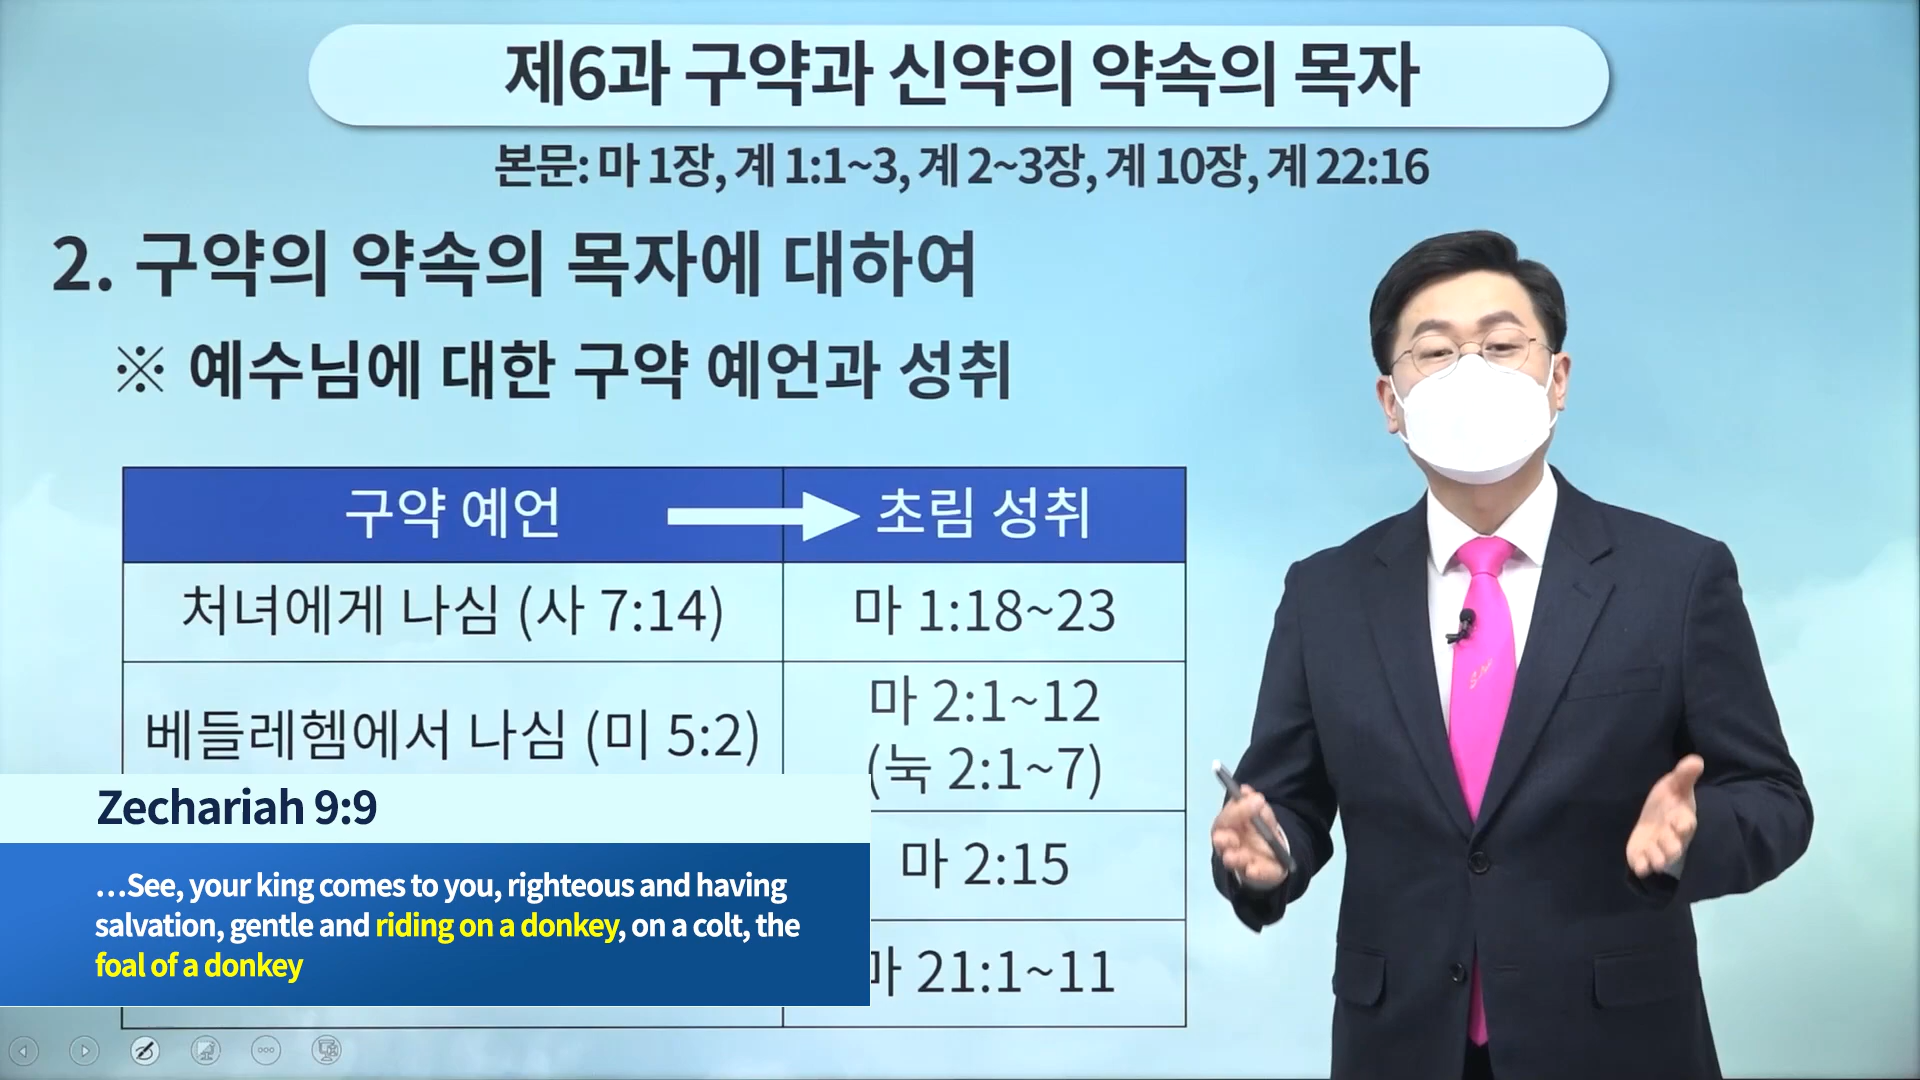 제6과 구약과 신약의 약속의 목자
본문: 마 1장, 계 1:1~3, 계 2~3장, 계 10장, 계 22:16
2. 구약의 약속의 목자에 대하여
※ 예수님에 대한 구약 예언과 성취
구약 예언 → 초림 성취
처녀에게 나심 (사 7:14) 마 1:18~23
베들레헴에서 나심 (미 5:2) 마 2:1~12
(눅 2:1~7)
마 2:15
마 21:1~11
Zechariah 9:9
…See, your king comes to you, righteous and having
salvation, gentle and riding on a donkey, on a colt, the
foal of a donkey